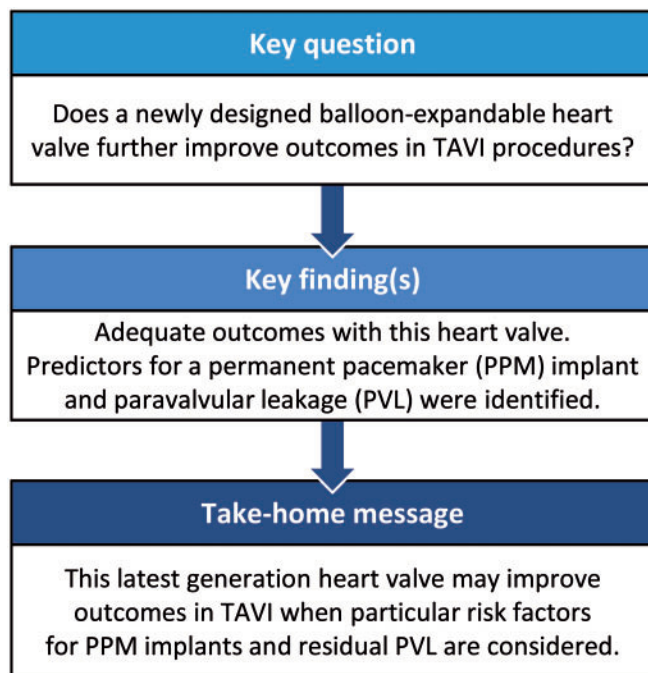 Key question
Does a newly designed balloon-expandable heart
valve further improve outcomes in TAVI procedures?
Key finding(s)
Adequate outcomes with this heart valve.
Predictors for a permanent pacemaker (PPM) implant
and paravalvular leakage (PVL) were identified.
Take-home message
This latest generation heart valve may improve
outcomes in TAVI when particular risk factors
for PPM implants and residual PVL are considered.